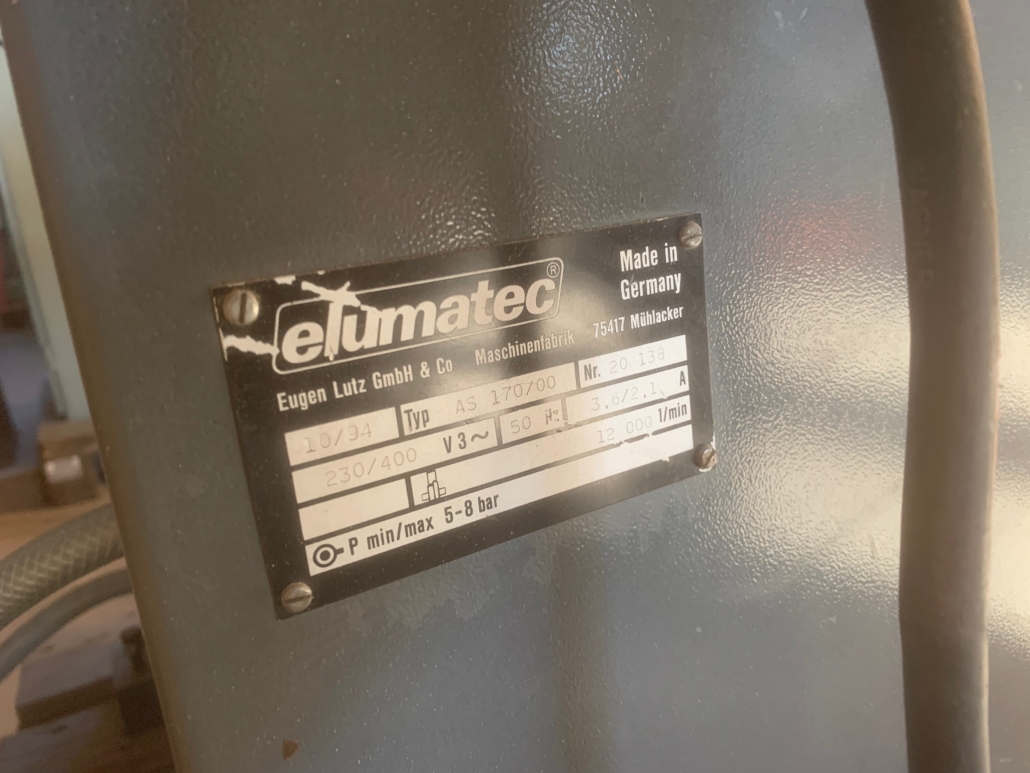 elumatec®
Made in
Germany
Eugen Lutz GmbH & Co Maschinenfabrik 75417 Mühlacker
10/94 Typ AS 170/00 Nr. 20 138
230/400 V 3~ 50 Hz 3.6/2.1 A
12 000 1/min
P min/max 5-8 bar